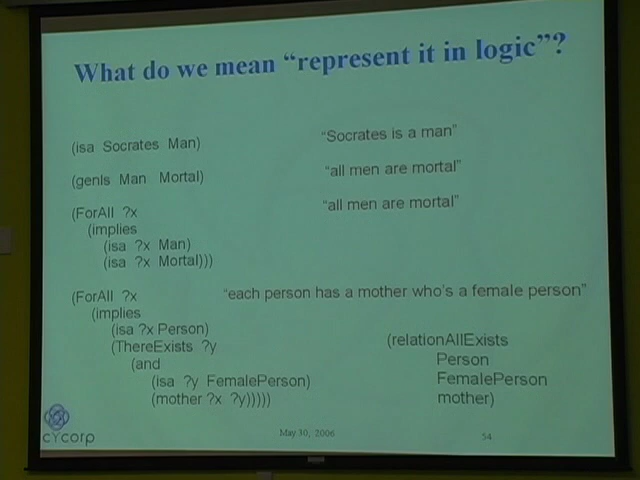 What do we mean “represent it in logic”?
(isa Socrates Man) “Socrates is a man”
(genls Man Mortal) “all men are mortal”
(ForAll ?x “all men are mortal”
(implies
(isa ?x Man)
(isa ?x Mortal)))
(ForAll ?x “each person has a mother who’s a female person”
(implies
(isa ?x Person)
(ThereExists ?y
(and
(isa ?y FemalePerson)
(mother ?x ?y)))))
(relationAllExists
Person
FemalePerson
mother)
cycorp
May 30, 2006
54